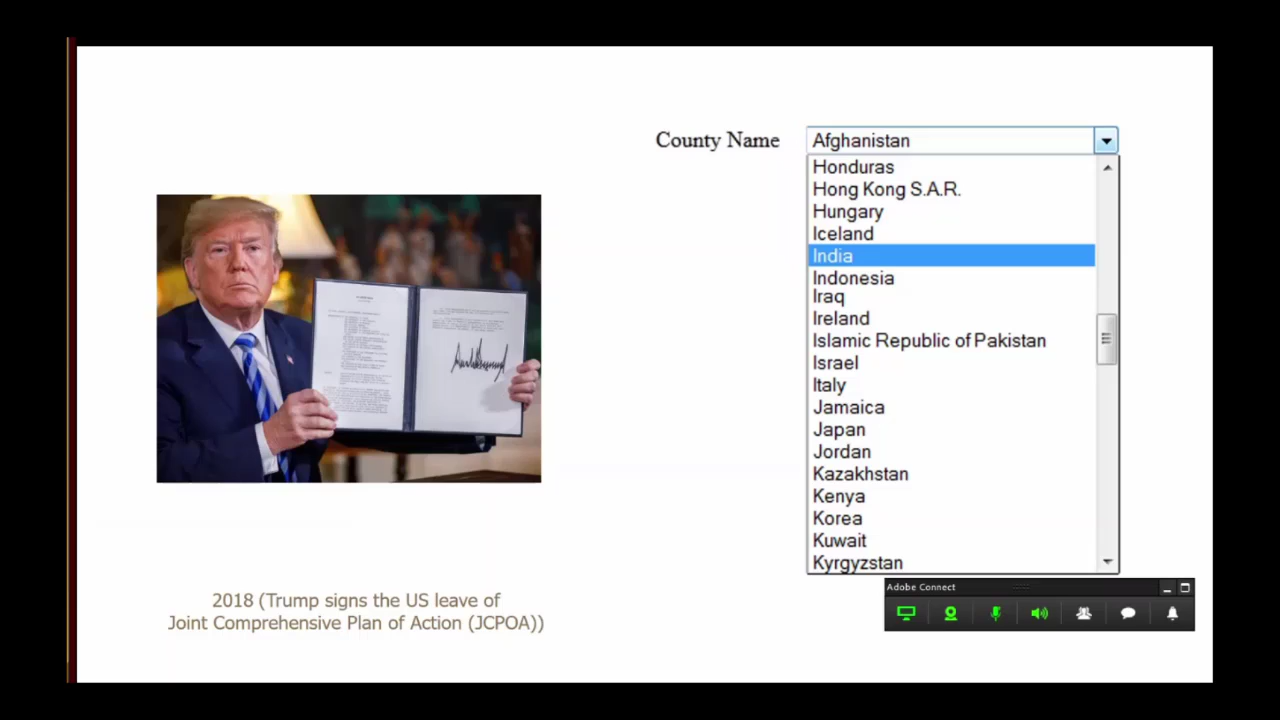 County Name
Afghanistan
Honduras
Hong Kong S.A.R.
Hungary
Iceland
India
Indonesia
Iraq
Ireland
Islamic Republic of Pakistan
Israel
Italy
Jamaica
Japan
Jordan
Kazakhstan
Kenya
Korea
Kuwait
Kyrgyzstan
2018 (Trump signs the US leave of
Joint Comprehensive Plan of Action (JCPOA))
Adobe Connect